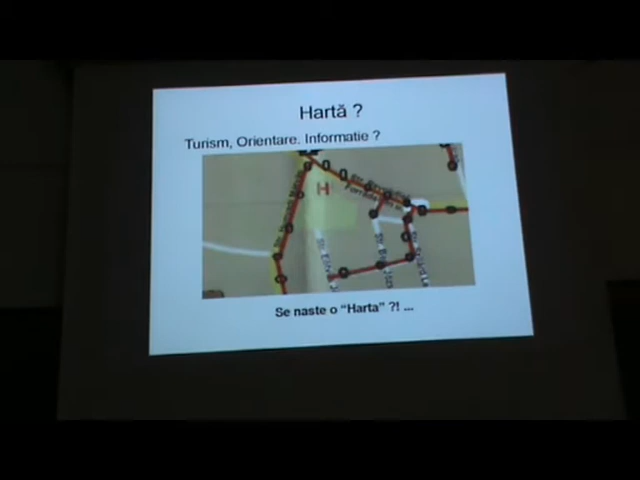 Hartă ?
Turism, Orientare. Informatie ?
H
Se naste o “Harta” ?! ...